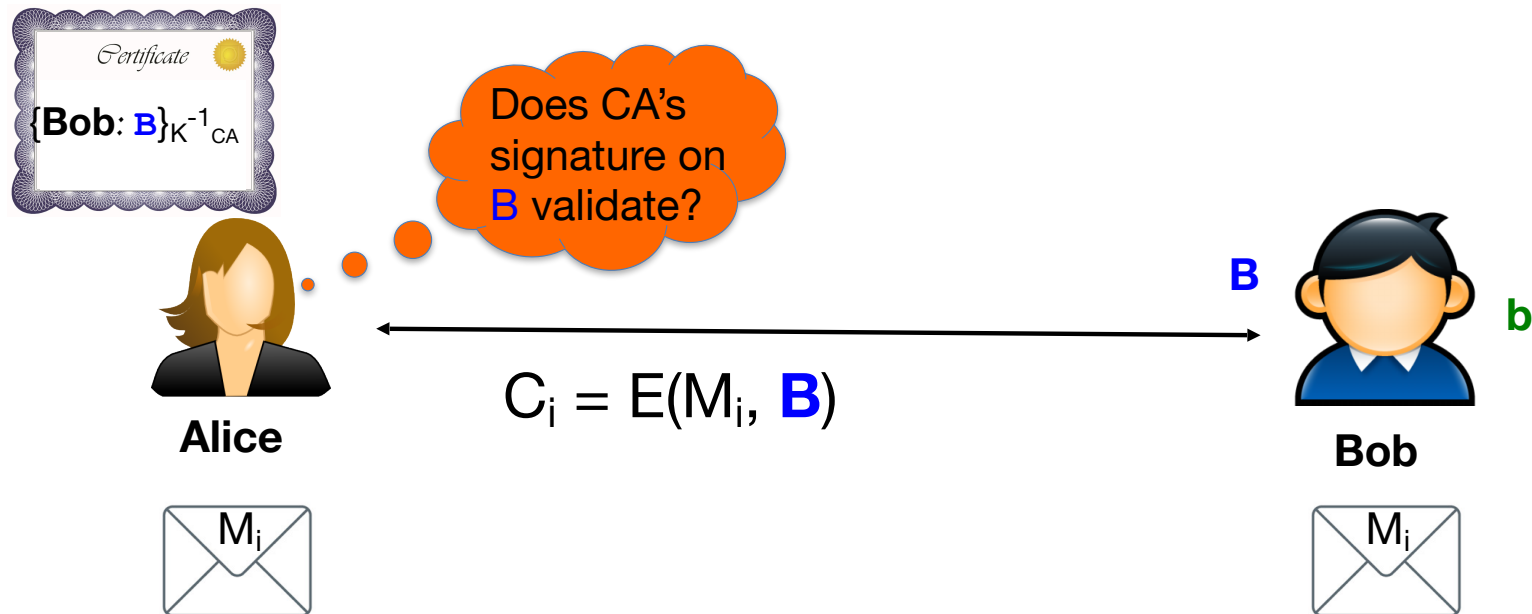 Certificate
{Bob: B}K⁻¹CA
Does CA's
signature on
B validate?
B
b
Cᵢ = E(Mᵢ, B)
Alice
Bob
Mᵢ
Mᵢ